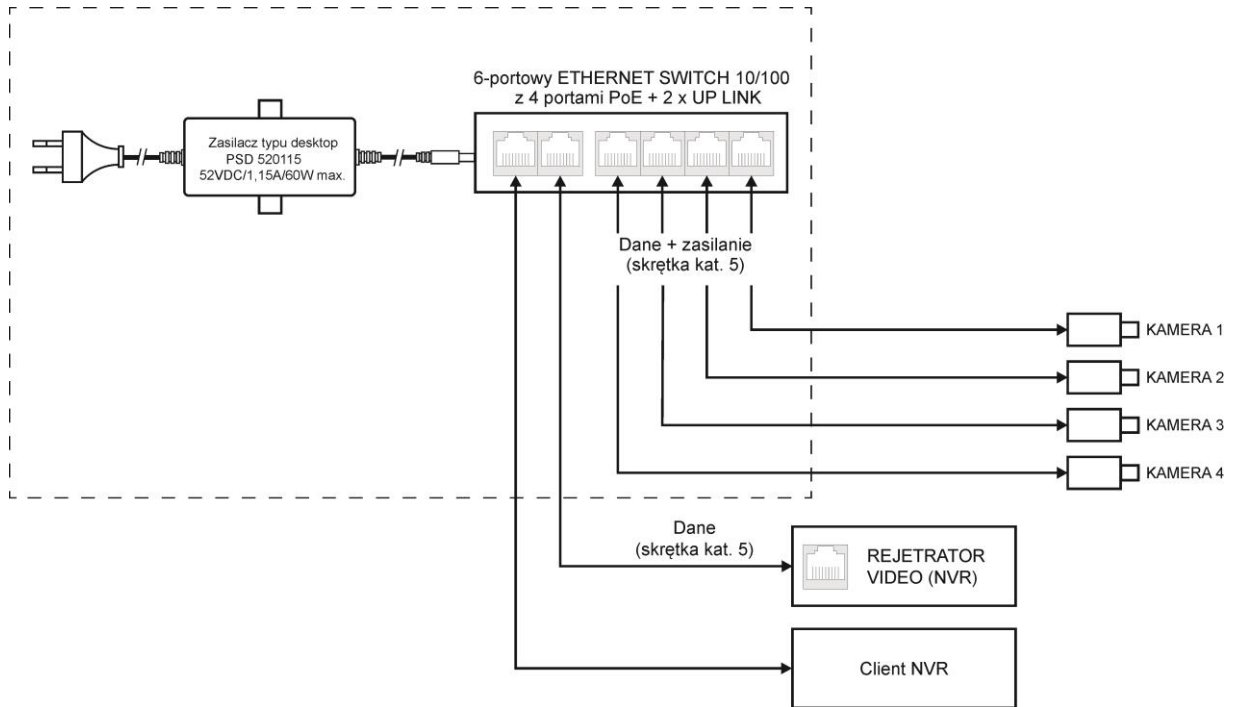 6-portowy ETHERNET SWITCH 10/100
z 4 portami PoE + 2 x UP LINK
Zasilacz typu desktop
PSD 520115
52VDC/1,15A/60W max.
Dane + zasilanie
(skrętka kat. 5)
KAMERA 1
KAMERA 2
KAMERA 3
KAMERA 4
Dane
(skrętka kat. 5)
REJETRATOR
VIDEO (NVR)
Client NVR